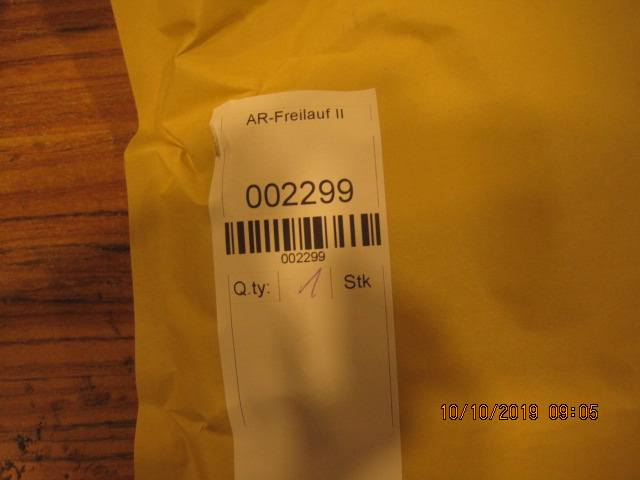 AR-Freilauf II
002299
002299
Q.ty: 1 Stk
10/10/2019 09:05